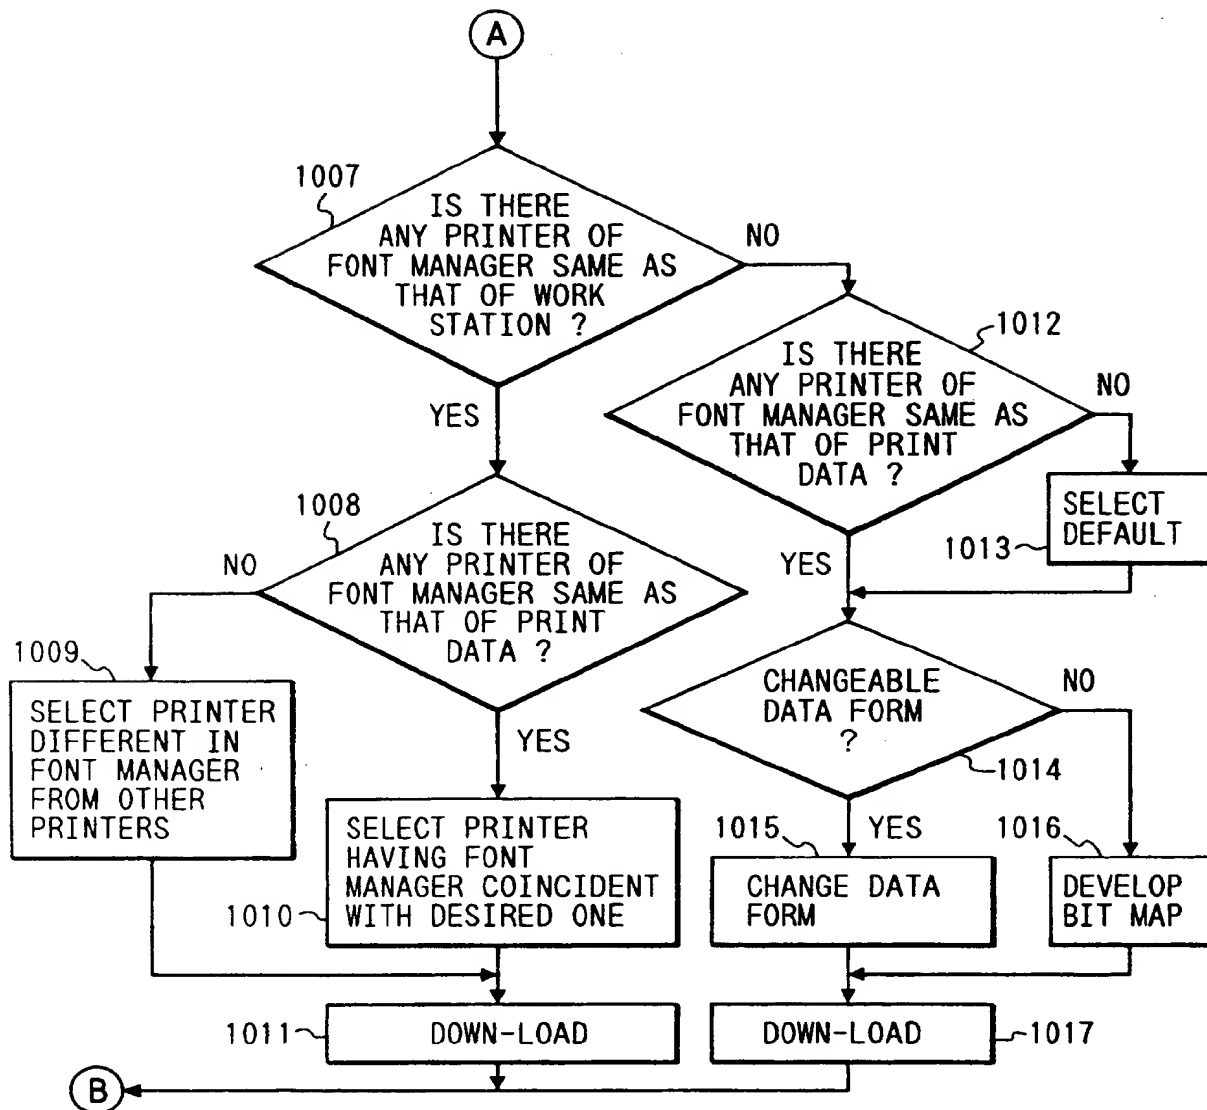 A
1007
IS THERE
ANY PRINTER OF
FONT MANAGER SAME AS
THAT OF WORK
STATION ?
NO
YES
1012
IS THERE
ANY PRINTER OF
FONT MANAGER SAME AS
THAT OF PRINT
DATA ?
NO
YES
SELECT
DEFAULT
1013
1008
IS THERE
ANY PRINTER OF
FONT MANAGER SAME AS
THAT OF PRINT
DATA ?
NO
YES
1009
SELECT PRINTER
DIFFERENT IN
FONT MANAGER
FROM OTHER
PRINTERS
CHANGEABLE
DATA FORM
?
NO
1014
YES
SELECT PRINTER
HAVING FONT
MANAGER COINCIDENT
WITH DESIRED ONE
1010
1015
CHANGE DATA
FORM
1016
DEVELOP
BIT MAP
1011
DOWN-LOAD
DOWN-LOAD
1017
B